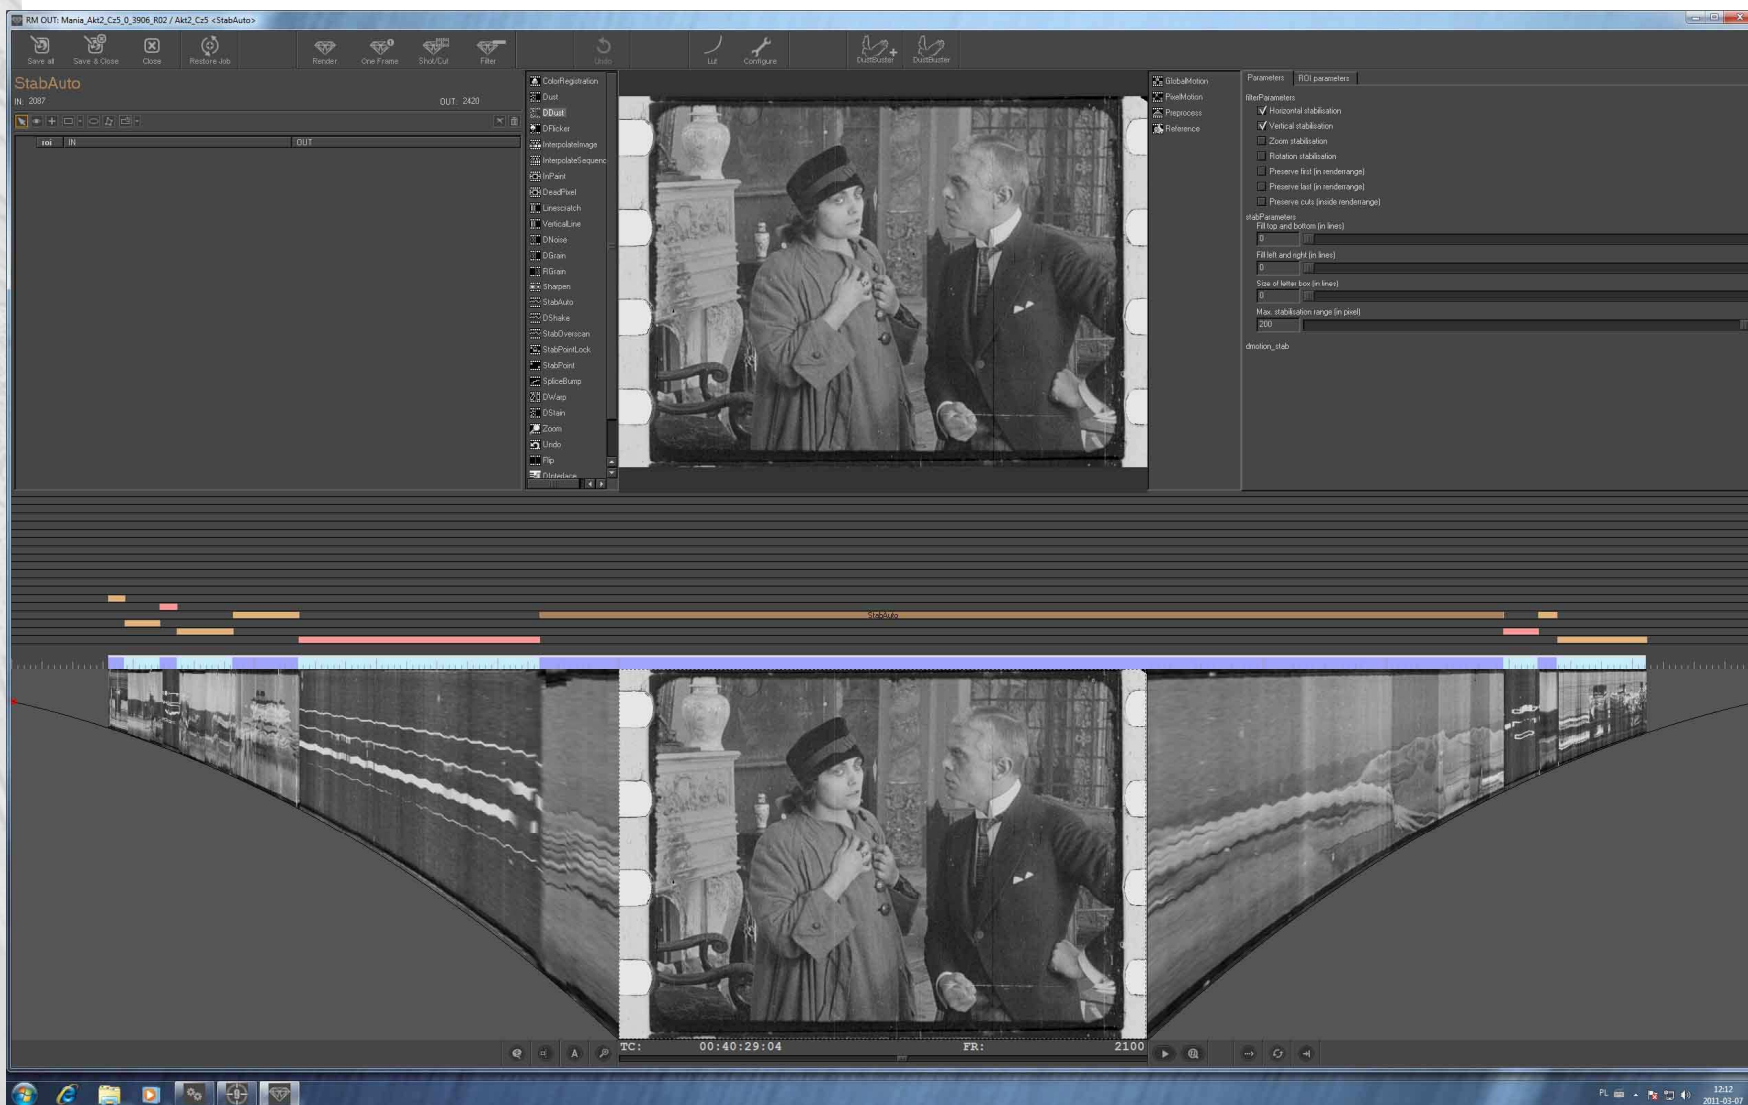 RM OUT: Mania_Akt2_Cz5_0_3906_R02 / Akt2_Cz5 <StabAuto>
Save all
Save & Close
Close
Restore Job
Render
One Frame
Shot/Cut
Filter
Undo
Lut
Configure
DustBuster
DustBuster
StabAuto
IN: 2087
OUT: 2420
roi
IN
OUT
ColorRegistration
Dust
DDust
DFlicker
InterpolateImage
InterpolateSequenc
InPaint
DeadPixel
Linescratch
VerticalLine
DNoise
DGrain
RGrain
Sharpen
StabAuto
DShake
StabOverscan
StabPointLock
StabPoint
SpliceBump
DWarp
DStain
Zoom
Undo
Flip
DInterlace
GlobalMotion
PixelMotion
Preprocess
Reference
Parameters
ROI parameters
filterParameters
Horizontal stabilisation
Vertical stabilisation
Zoom stabilisation
Rotation stabilisation
Preserve first (in renderrange)
Preserve last (in renderrange)
Preserve cuts (inside renderrange)
stabParameters
Fill top and bottom (in lines)
0
Fill left and right (in lines)
0
Size of letter box (in lines)
0
Max. stabilisation range (in pixel)
200
dmotion_stab
StabAuto
A
TC: 00:40:29:04
FR: 2100
PL
12:12
2011-03-07